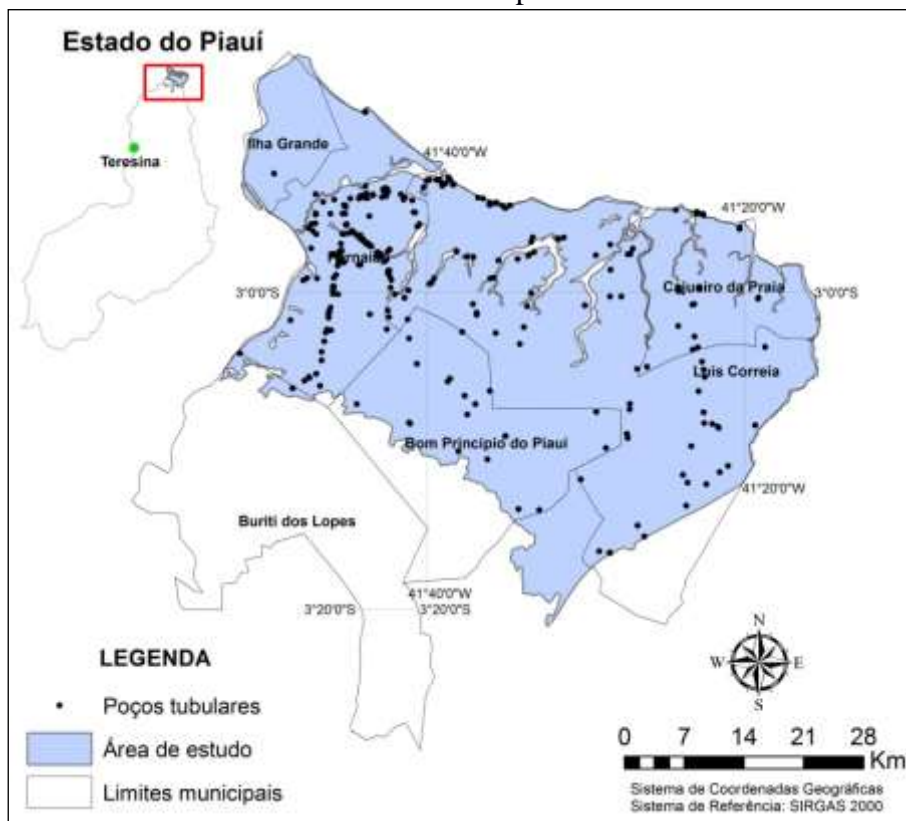 Estado do Piauí
Teresina
Ilha Grande
41°40'0"W
41°20'0"W
3°0'0"S
Cajueiro da Praia
3°0'0"S
Luis Correia
Bom Princípio do Piauí
41°20'0"W
Buriti dos Lopes
41°40'0"W
3°20'0"S
3°20'0"S
LEGENDA
Poços tubulares
Área de estudo
Limites municipais
N
W
E
S
0 7 14 21 28
Km
Sistema de Coordenadas Geográficas
Sistema de Referência: SIRGAS 2000